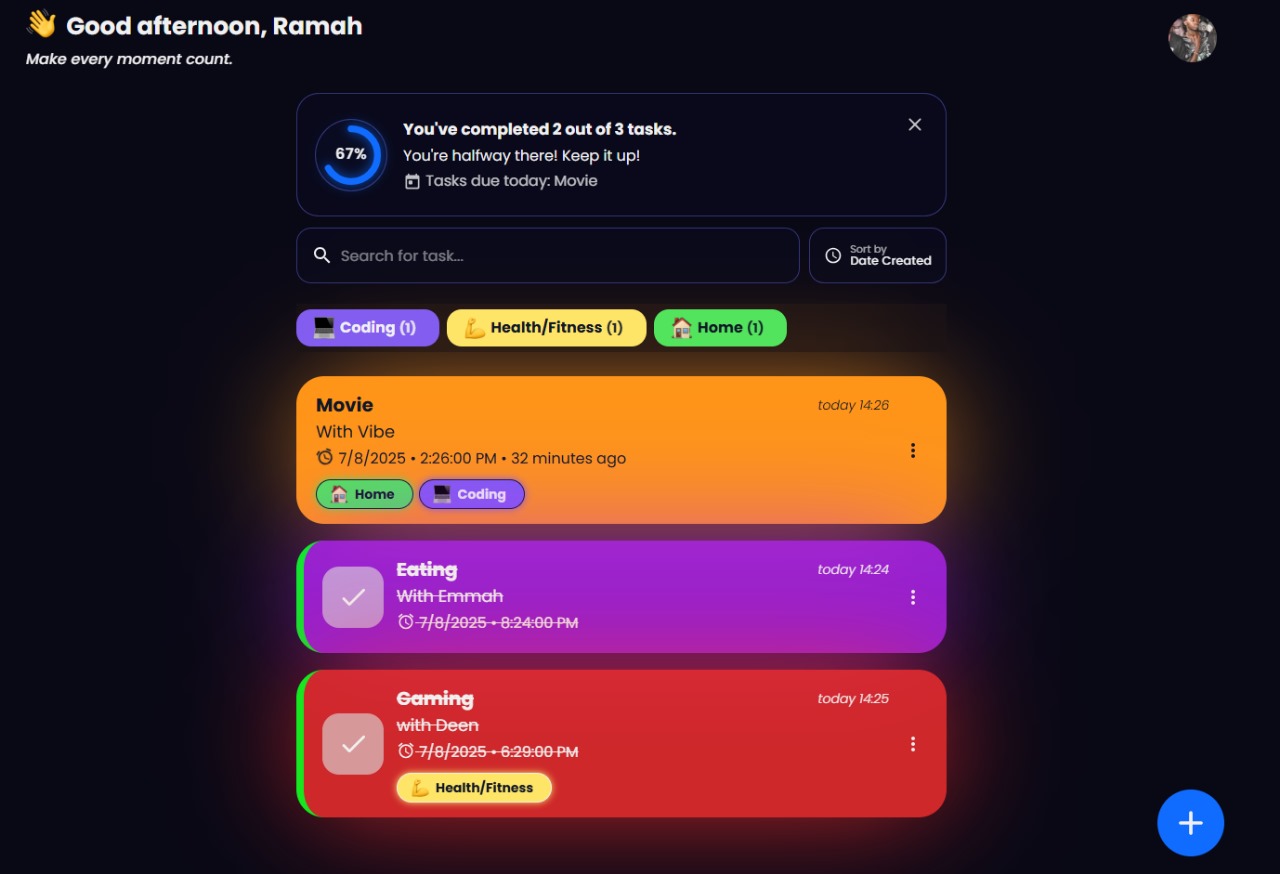 👋 Good afternoon, Ramah
Make every moment count.
67%
You've completed 2 out of 3 tasks.
You're halfway there! Keep it up!
Tasks due today: Movie
Search for task...
Sort by
Date Created
💻 Coding (1)
💪 Health/Fitness (1)
🏠 Home (1)
Movie
today 14:26
With Vibe
7/8/2025 • 2:26:00 PM • 32 minutes ago
🏠 Home
💻 Coding
Eating
today 14:24
With Emmah
7/8/2025 • 8:24:00 PM
Gaming
today 14:25
with Deen
7/8/2025 • 6:29:00 PM
💪 Health/Fitness